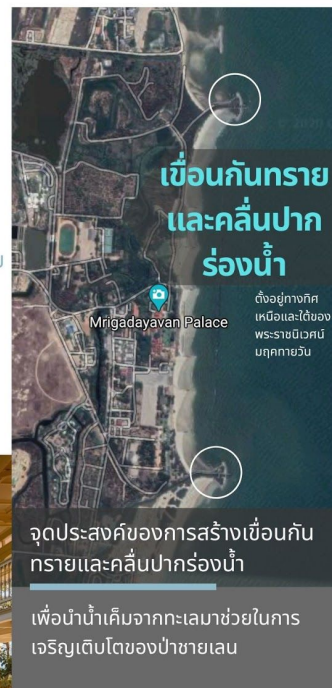 เขื่อนกันทราย
และคลื่นปาก
ร่องน้ำ
ตั้งอยู่ทางทิศ
เหนือและใต้ของ
พระราชนิเวศน์
มฤคทายวัน
Mrigadayavan Palace
จุดประสงค์ของการสร้างเขื่อนกัน
ทรายและคลื่นปากร่องน้ำ
เพื่อนำน้ำเค็มจากทะเลมาช่วยในการ
เจริญเติบโตของป่าชายเลน